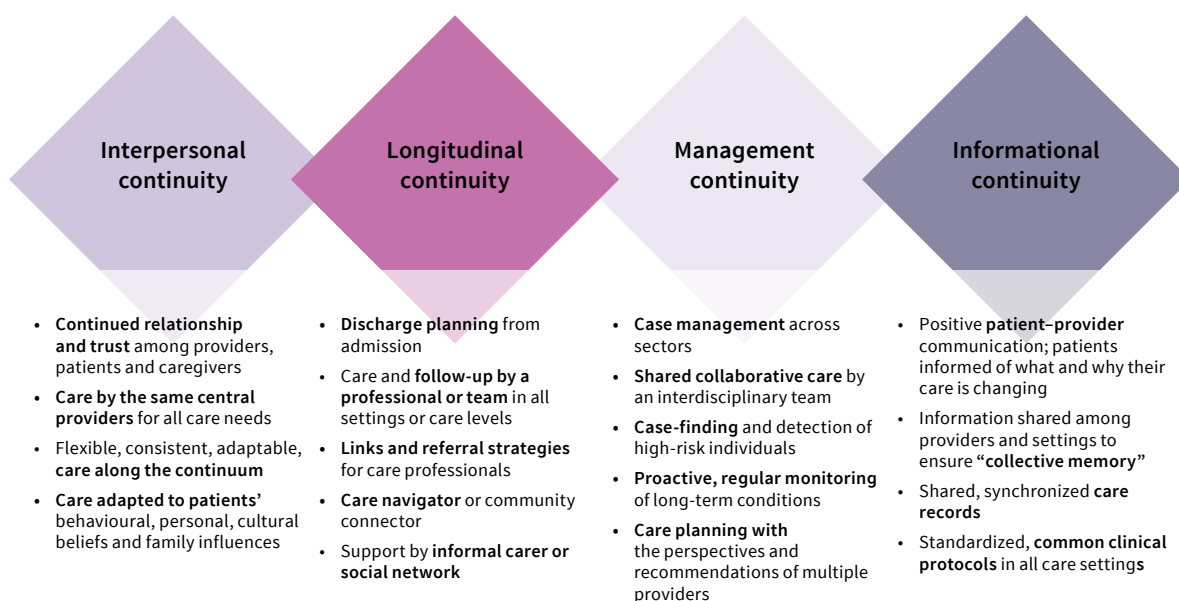 Interpersonal
continuity
Longitudinal
continuity
Management
continuity
Informational
continuity
• Continued relationship
and trust among providers,
patients and caregivers
• Care by the same central
providers for all care needs
• Flexible, consistent, adaptable,
care along the continuum
• Care adapted to patients’
behavioural, personal, cultural
beliefs and family influences
• Discharge planning from
admission
• Care and follow-up by a
professional or team in all
settings or care levels
• Links and referral strategies
for care professionals
• Care navigator or community
connector
• Support by informal carer or
social network
• Case management across
sectors
• Shared collaborative care by
an interdisciplinary team
• Case-finding and detection of
high-risk individuals
• Proactive, regular monitoring
of long-term conditions
• Care planning with
the perspectives and
recommendations of multiple
providers
• Positive patient–provider
communication; patients
informed of what and why their
care is changing
• Information shared among
providers and settings to
ensure “collective memory”
• Shared, synchronized care
records
• Standardized, common clinical
protocols in all care settings